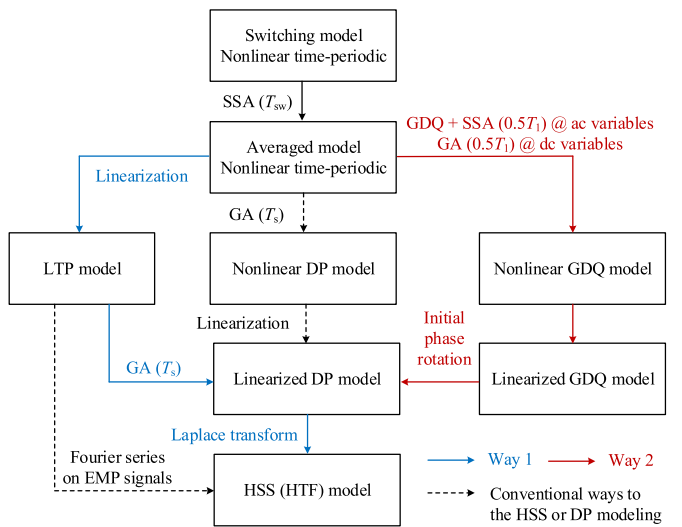 Switching model
Nonlinear time-periodic
SSA (Tsw)
GDQ + SSA (0.5T1) @ ac variables
GA (0.5T1) @ dc variables
Averaged model
Nonlinear time-periodic
Linearization
GA (Ts)
LTP model
Nonlinear DP model
Nonlinear GDQ model
Linearization
Initial
phase
rotation
GA (Ts)
Linearized DP model
Linearized GDQ model
Laplace transform
Fourier series
on EMP signals
HSS (HTF) model
Way 1
Way 2
Conventional ways to
the HSS or DP modeling